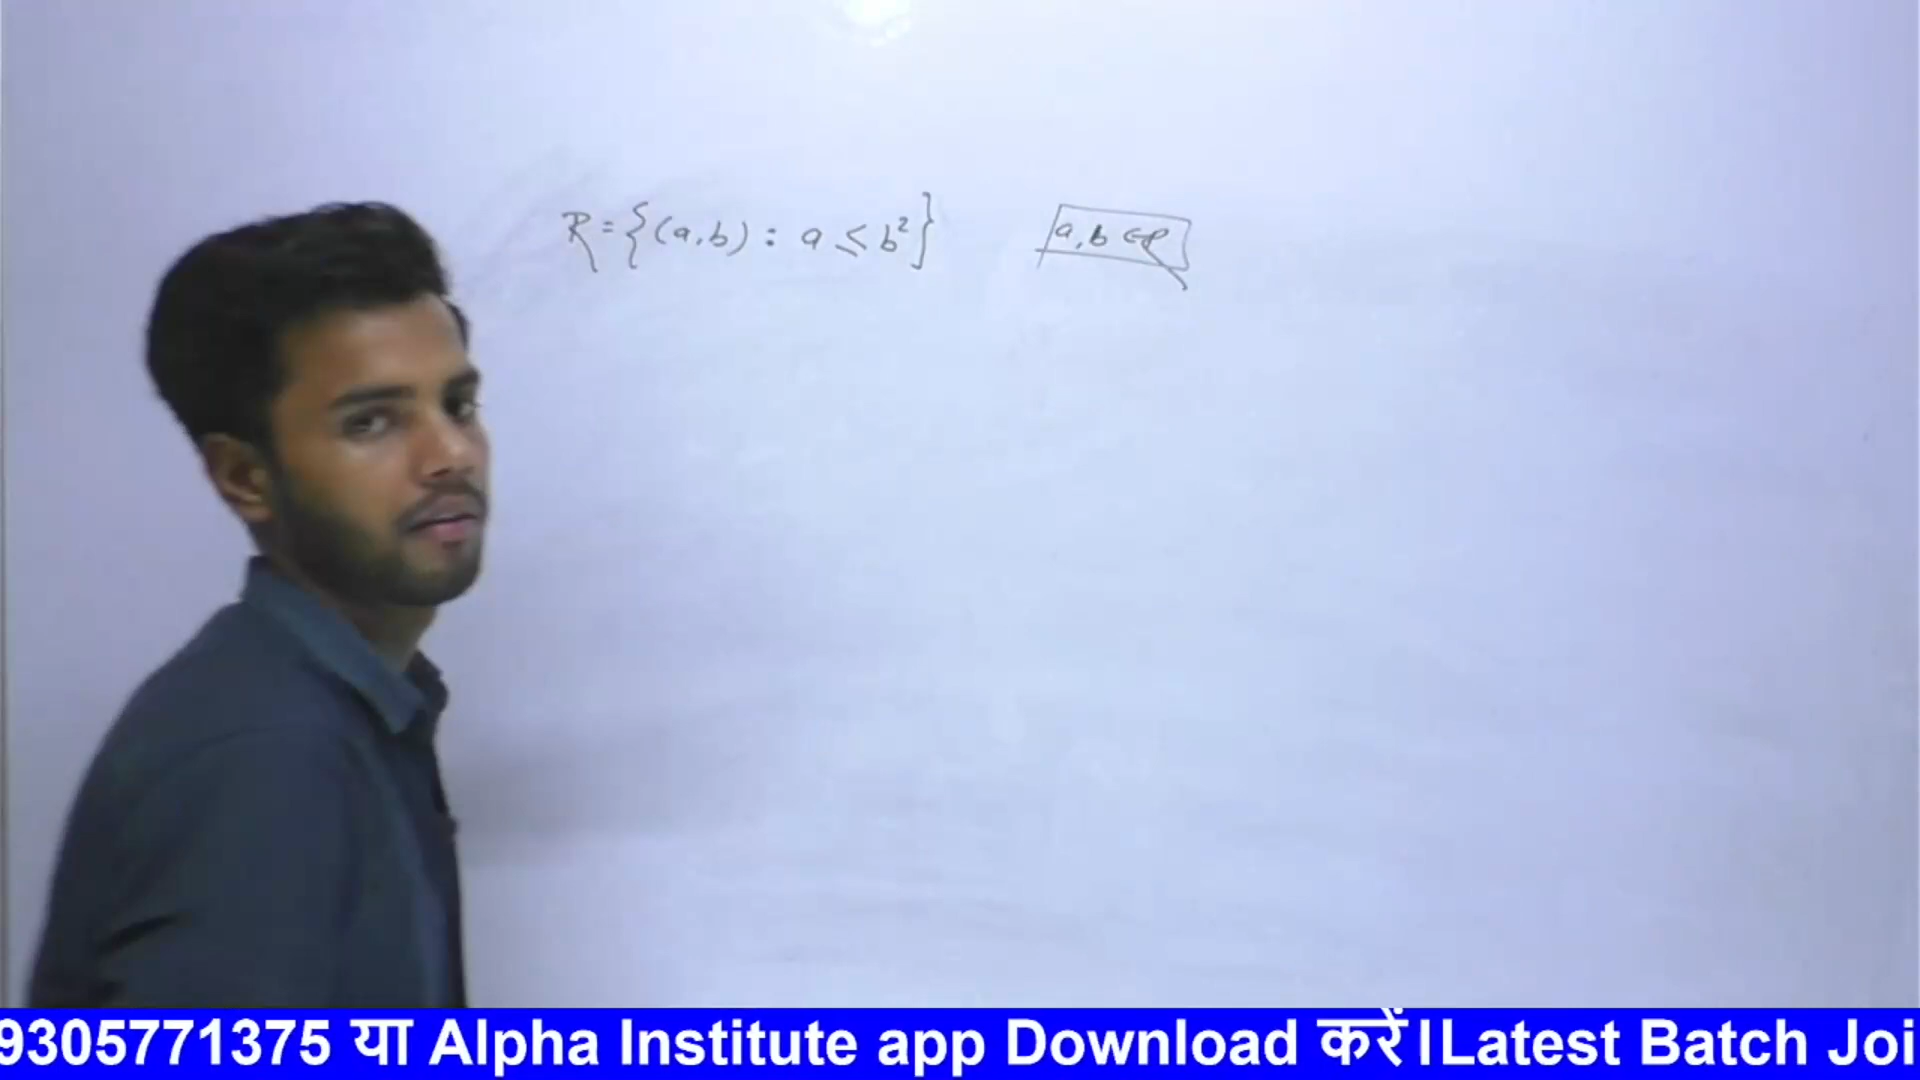 R = {(a,b) : a ≤ b²} a, b ∈ R
9305771375 या Alpha Institute app Download करें।Latest Batch Joi